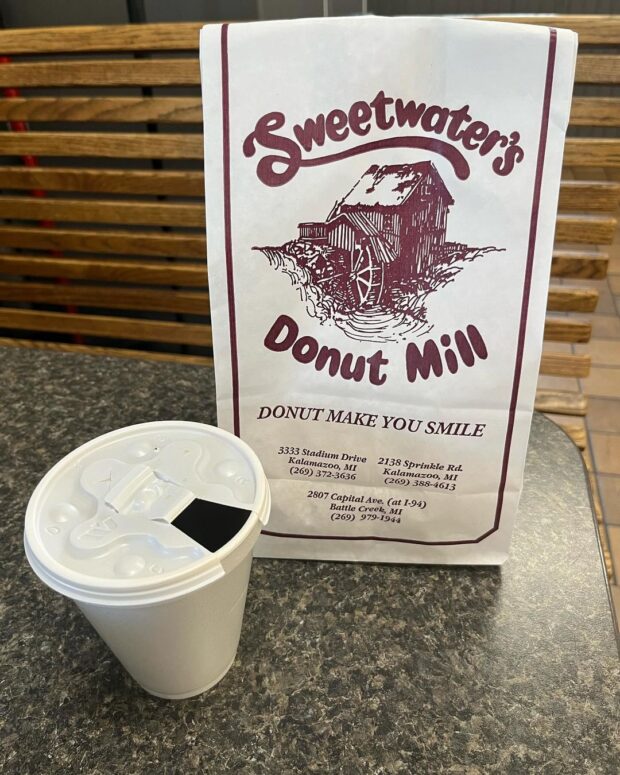 Sweetwater's
Donut Mill
DONUT MAKE YOU SMILE
3333 Stadium Drive
Kalamazoo, MI
(269) 372-3636
2138 Sprinkle Rd.
Kalamazoo, MI
(269) 388-4613
2807 Capital Ave. (at I-94)
Battle Creek, MI
(269) 979-1944